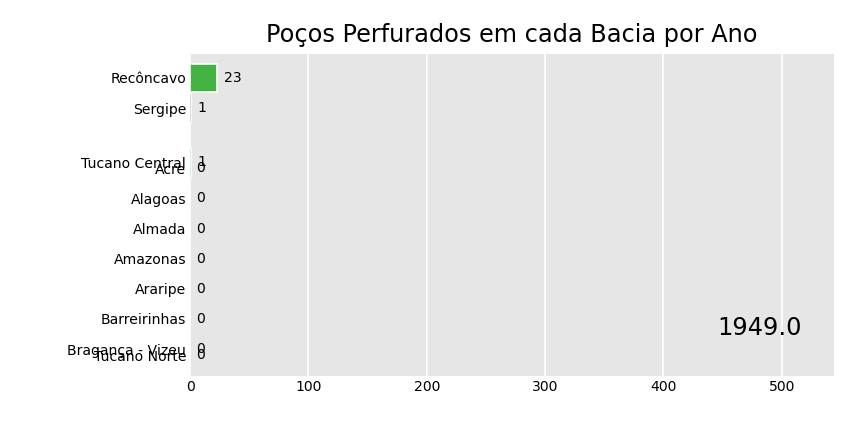 Poços Perfurados em cada Bacia por Ano
Recôncavo 23
Sergipe 1
Tucano Central 1
Acre 0
Alagoas 0
Almada 0
Amazonas 0
Araripe 0
Barreirinhas 0
1949.0
Bragança - Vizeu 0
Tucano Norte 0
0 100 200 300 400 500